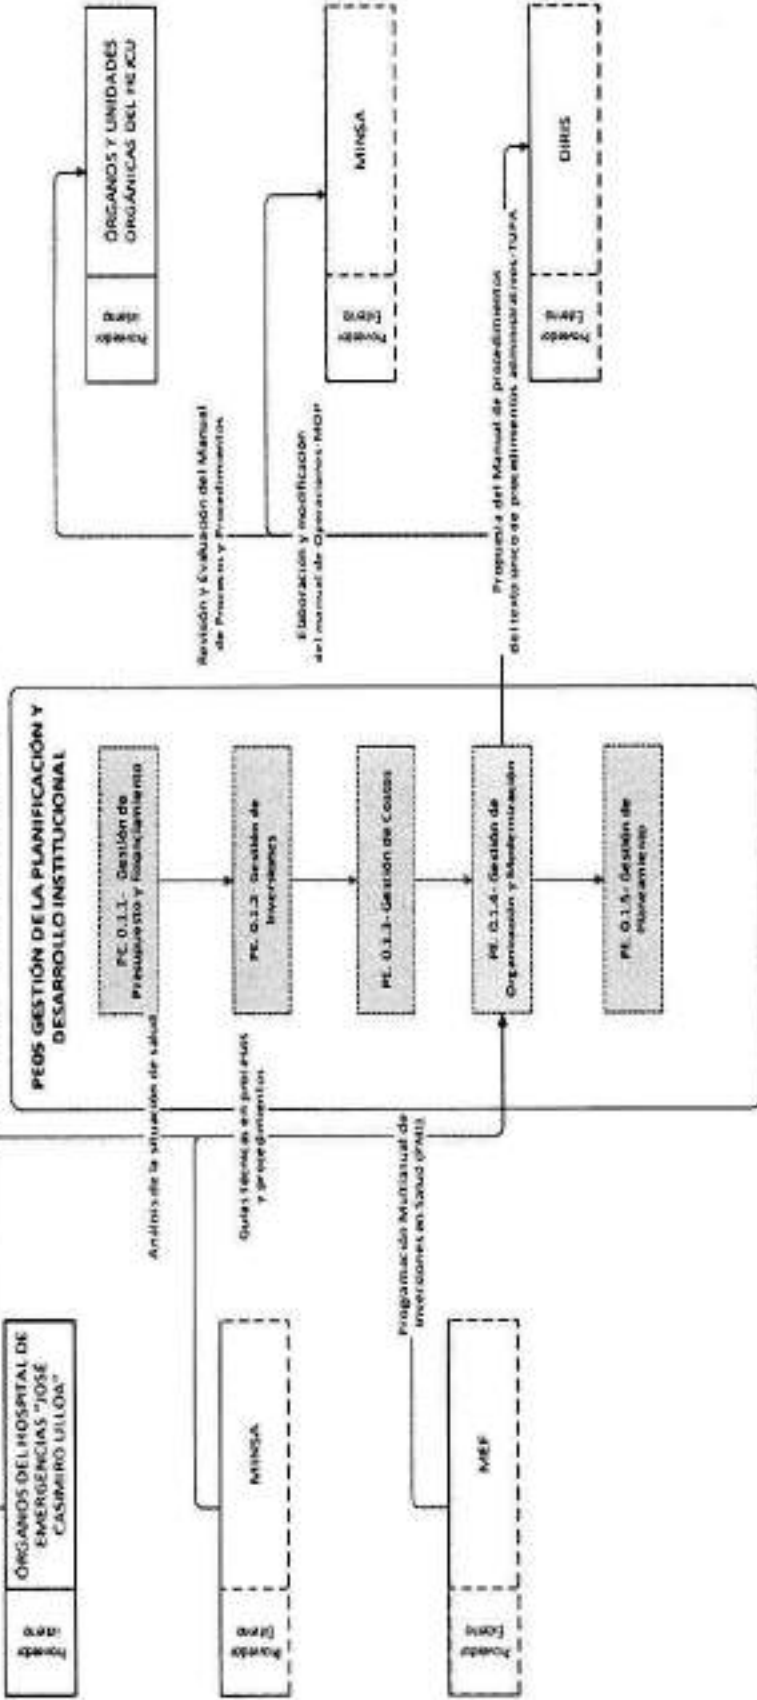 Proveedor
Interno
ÓRGANOS DEL HOSPITAL DE
EMERGENCIAS "JOSÉ
CASIMIRO ULLOA"
Proveedor
Externo
MINSA
Proveedor
Externo
MEF
Análisis de la situación de salud
Guías técnicas en procesos
y procedimientos
Programación Multianual de
Inversiones en Salud (PMI)
PE05 GESTIÓN DE LA PLANIFICACIÓN Y
DESARROLLO INSTITUCIONAL
PE. 0.1.1- Gestión de
Presupuesto y Financiamiento
PE. 0.1.2- Gestión de
Inversiones
PE. 0.1.3- Gestión de Costos
PE. 0.1.4- Gestión de
Organización y Modernización
PE. 0.1.5- Gestión de
Planeamiento
Revisión y Evaluación del Manual
de Procesos y Procedimientos
Elaboración y modificación
del manual de Operaciones-MOP
Propuesta del Manual de procedimientos
del texto único de procedimientos administrativos-TUPA
Proveedor
Interno
ÓRGANOS Y UNIDADES
ORGÁNICAS DEL HEJCU
Proveedor
Externo
MINSA
Proveedor
Externo
DIRIS